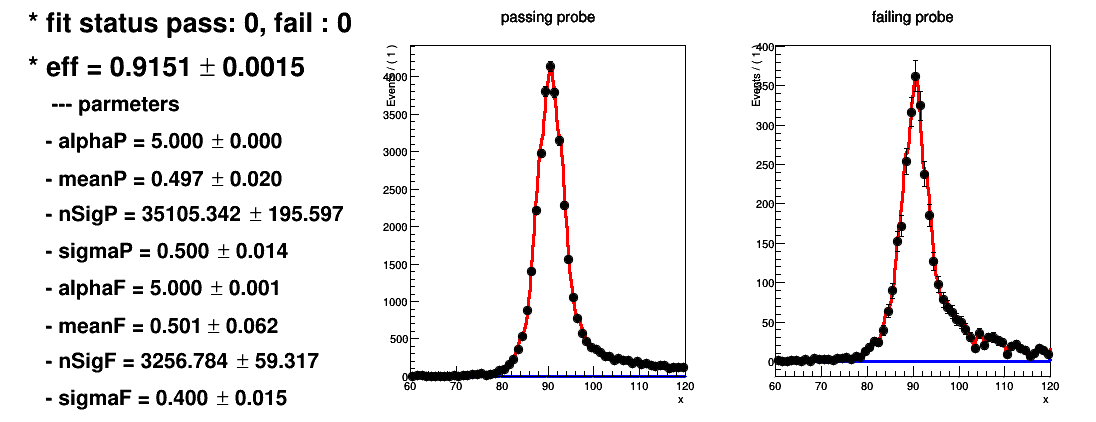 * fit status pass: 0, fail : 0
* eff = 0.9151 ± 0.0015
--- parmeters
- alphaP = 5.000 ± 0.000
- meanP = 0.497 ± 0.020
- nSigP = 35105.342 ± 195.597
- sigmaP = 0.500 ± 0.014
- alphaF = 5.000 ± 0.001
- meanF = 0.501 ± 0.062
- nSigF = 3256.784 ± 59.317
- sigmaF = 0.400 ± 0.015
passing probe
Events / ( 1 )
4000
3500
3000
2500
2000
1500
1000
500
0
60 70 80 90 100 110 120
x
failing probe
Events / ( 1 )
400
350
300
250
200
150
100
50
0
60 70 80 90 100 110 120
x